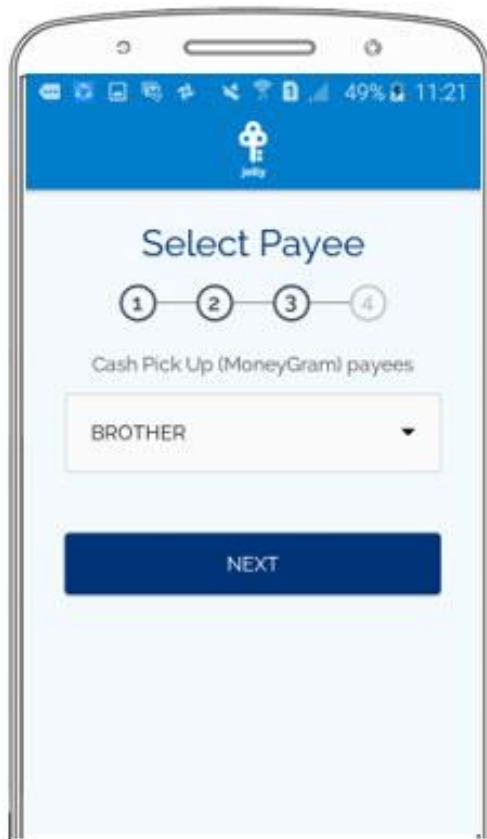 49% 11:21
jelly
Select Payee
1 2 3 4
Cash Pick Up (MoneyGram) payees
BROTHER
NEXT